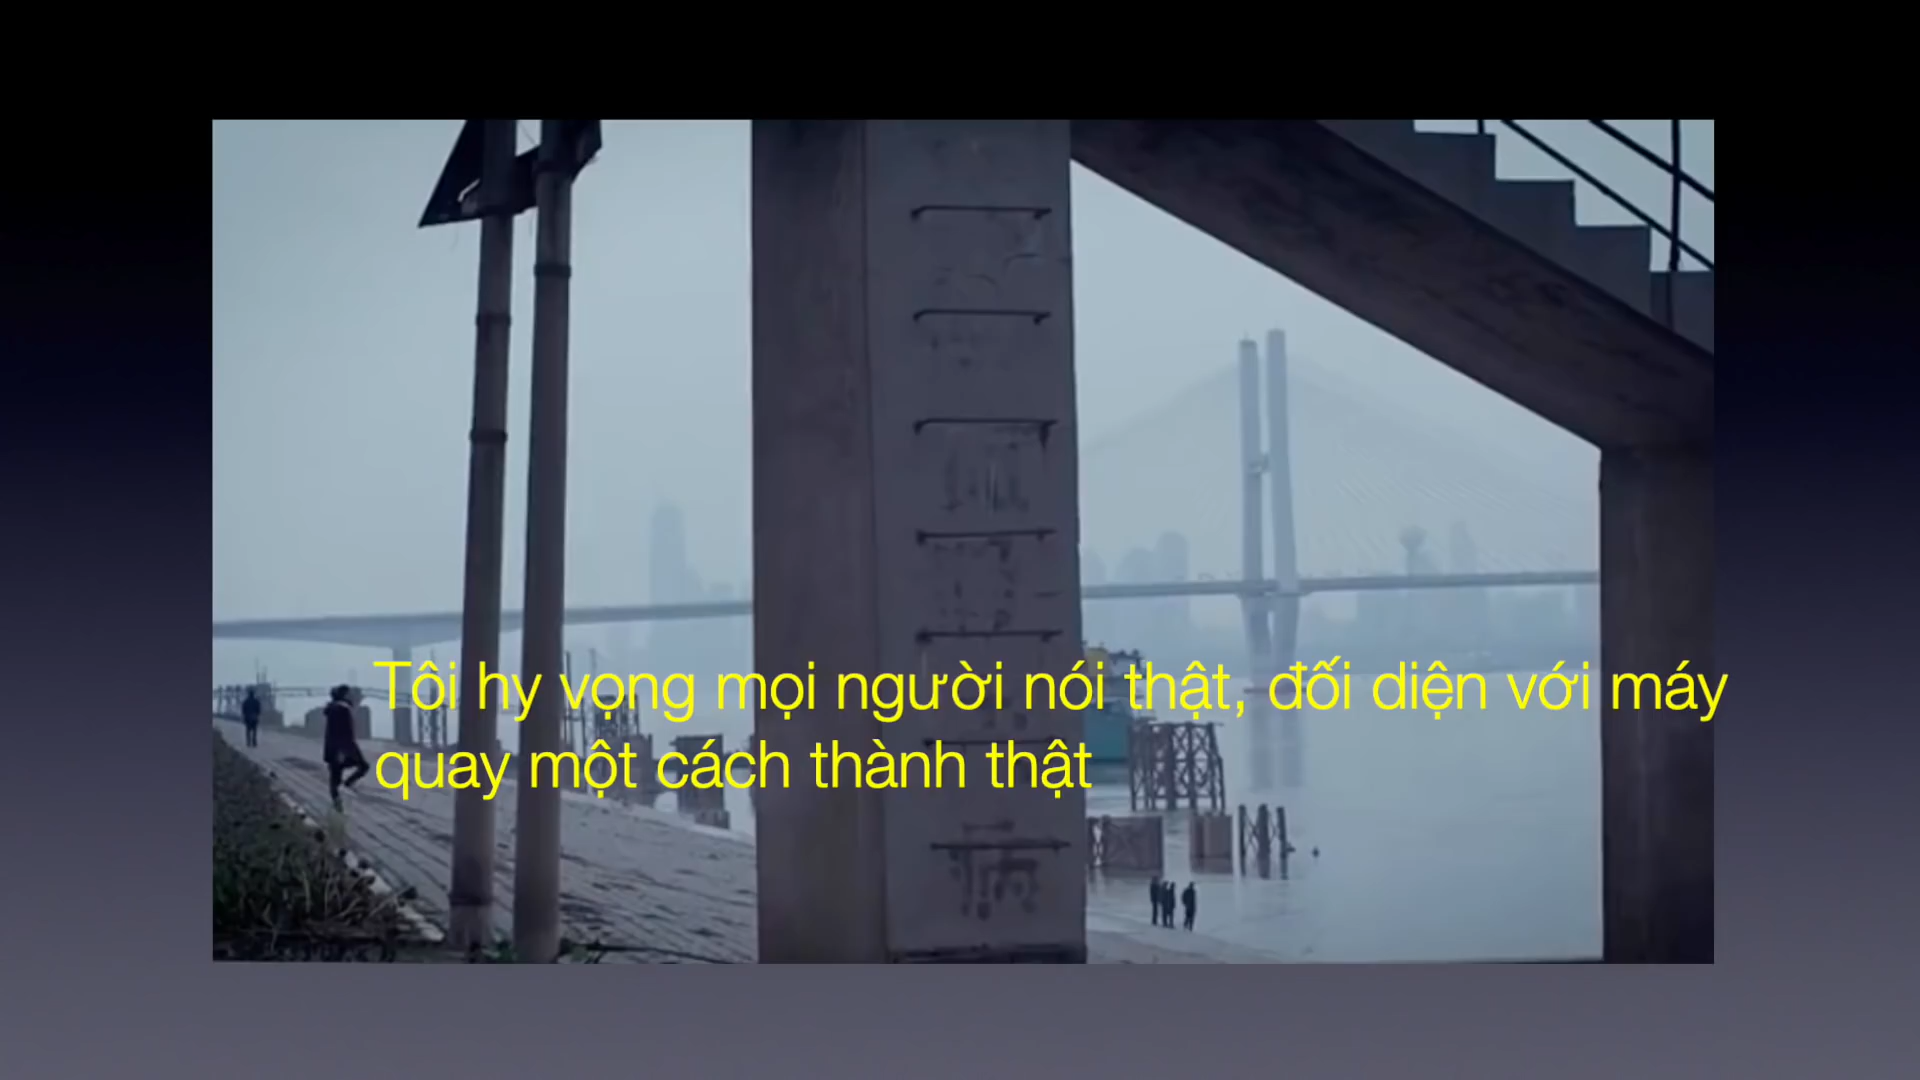 Tôi hy vọng mọi người nói thật, đối diện với máy
quay một cách thành thật